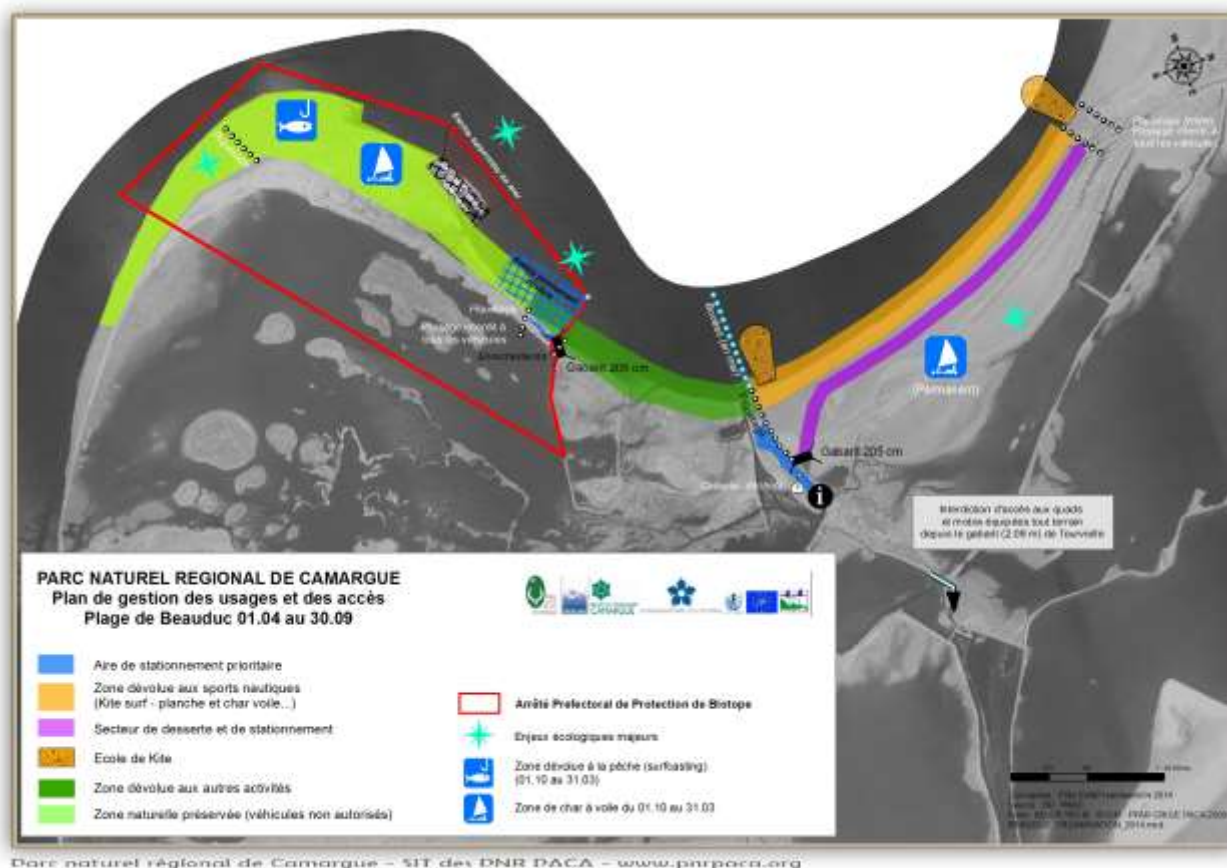 Gabarit 205 cm
Gabarit 205 cm
(Permanent)
i
Interdiction d'accès aux quads
et motos équipées tout terrain
depuis le gabarit
de Tourvielle
PARC NATUREL REGIONAL DE CAMARGUE
Plan de gestion des usages et des accès
Plage de Beauduc 01.04 au 30.09
CAMARGUE
Aire de stationnement prioritaire
Zone dévolue aux sports nautiques
(Kite surf - planche et char voile...)
Secteur de desserte et de stationnement
Ecole de Kite
Zone dévolue aux autres activités
Zone naturelle préservée (véhicules non autorisés)
Arrêté Prefectoral de Protection de Biotope
Enjeux écologiques majeurs
Zone dévolue à la pêche (surfcasting)
(01.10 au 31.03)
Zone de char à voile du 01.10 au 31.03
Parc naturel régional de Camargue - SIT des PNR PACA - www.pnrpaca.org